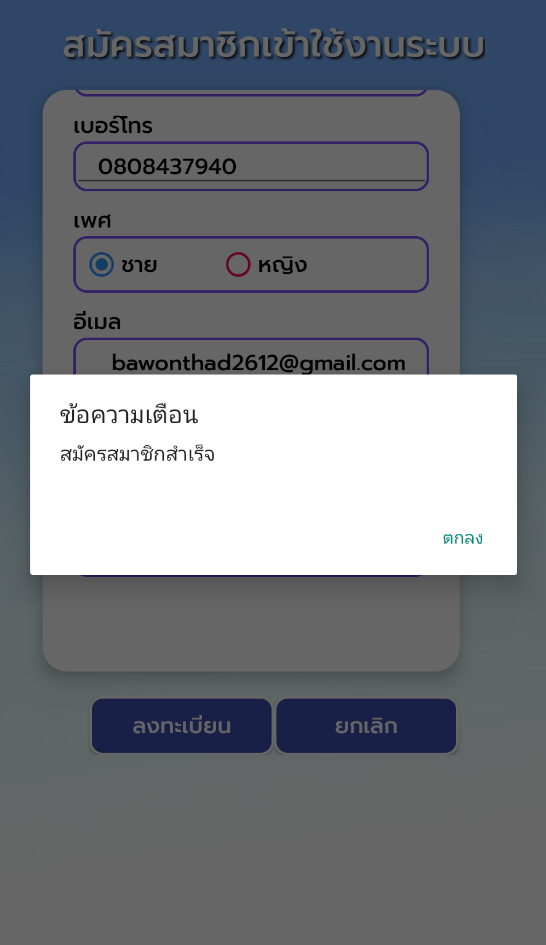 สมัครสมาชิกเข้าใช้งานระบบ
เบอร์โทร
0808437940
เพศ
ชาย หญิง
อีเมล
bawonthad2612@gmail.com
ข้อความเตือน
สมัครสมาชิกสำเร็จ
ตกลง
ลงทะเบียน ยกเลิก